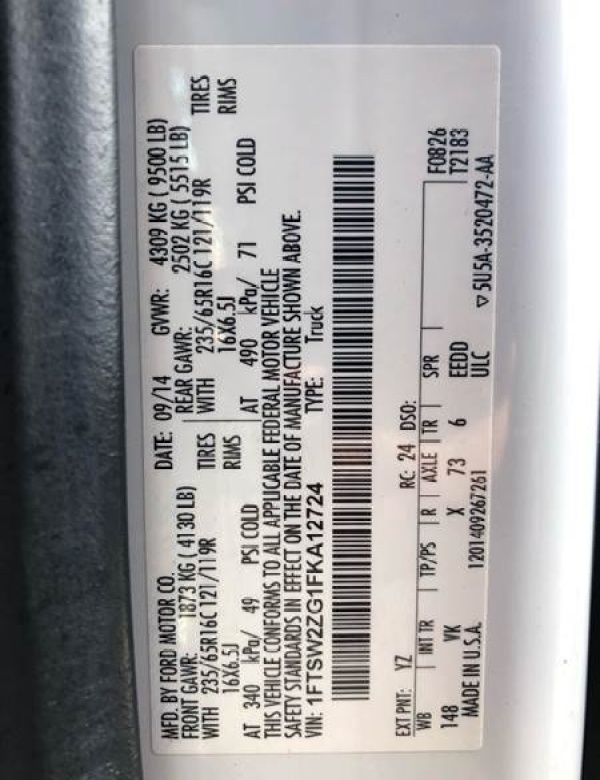 MFD. BY FORD MOTOR CO. DATE: 09/14 GVWR: 4309 KG ( 9500 LB)
FRONT GAWR: 1873 KG ( 4130 LB) REAR GAWR: 2502 KG ( 5515 LB)
WITH 235/65R16C 121/119R TIRES WITH 235/65R16C 121/119R TIRES
16X6.5J RIMS 16X6.5J RIMS
AT 340 kPa/ 49 PSI COLD AT 490 kPa/ 71 PSI COLD
THIS VEHICLE CONFORMS TO ALL APPLICABLE FEDERAL MOTOR VEHICLE
SAFETY STANDARDS IN EFFECT ON THE DATE OF MANUFACTURE SHOWN ABOVE.
VIN: 1FTSW2ZG1FKA12724 TYPE: Truck
EXT PNT: YZ RC: 24 DSO: F0826
WB INT TR TP/PS R AXLE TR SPR T2183
148 VK X 73 6 EEDD
MADE IN U.S.A. 1201409267261 ULC ▽ 5U5A-3520472-AA